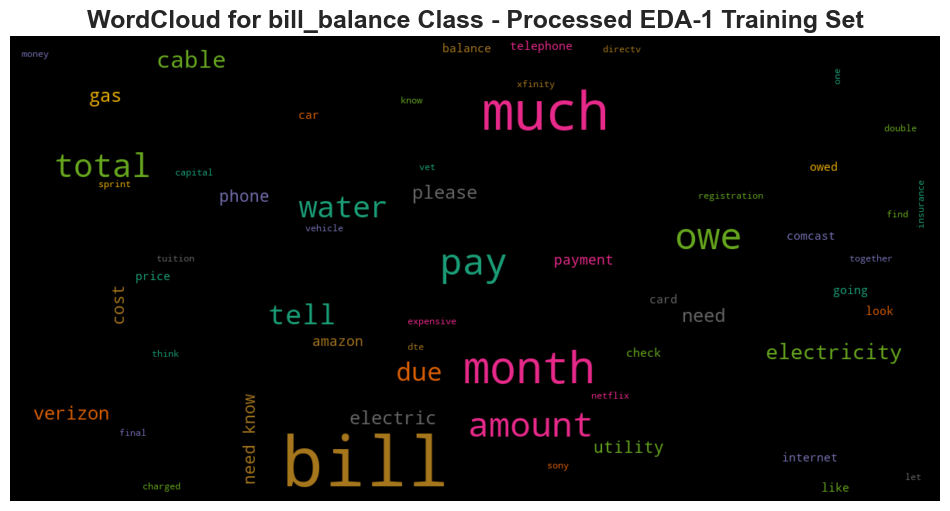 WordCloud for bill_balance Class - Processed EDA-1 Training Set
money
cable
balance
telephone
directv
one
gas
xfinity
much
know
car
double
total
sprint
capital
vet
owed
phone
please
registration
insurance
water
vehicle
find
owe
comcast
tuition
together
pay
payment
price
going
cost
card
need
look
tell
expensive
amazon
dte
check
electricity
think
due
month
netflix
verizon
need know
electric
amount
final
utility
bill
sony
internet
let
charged
like